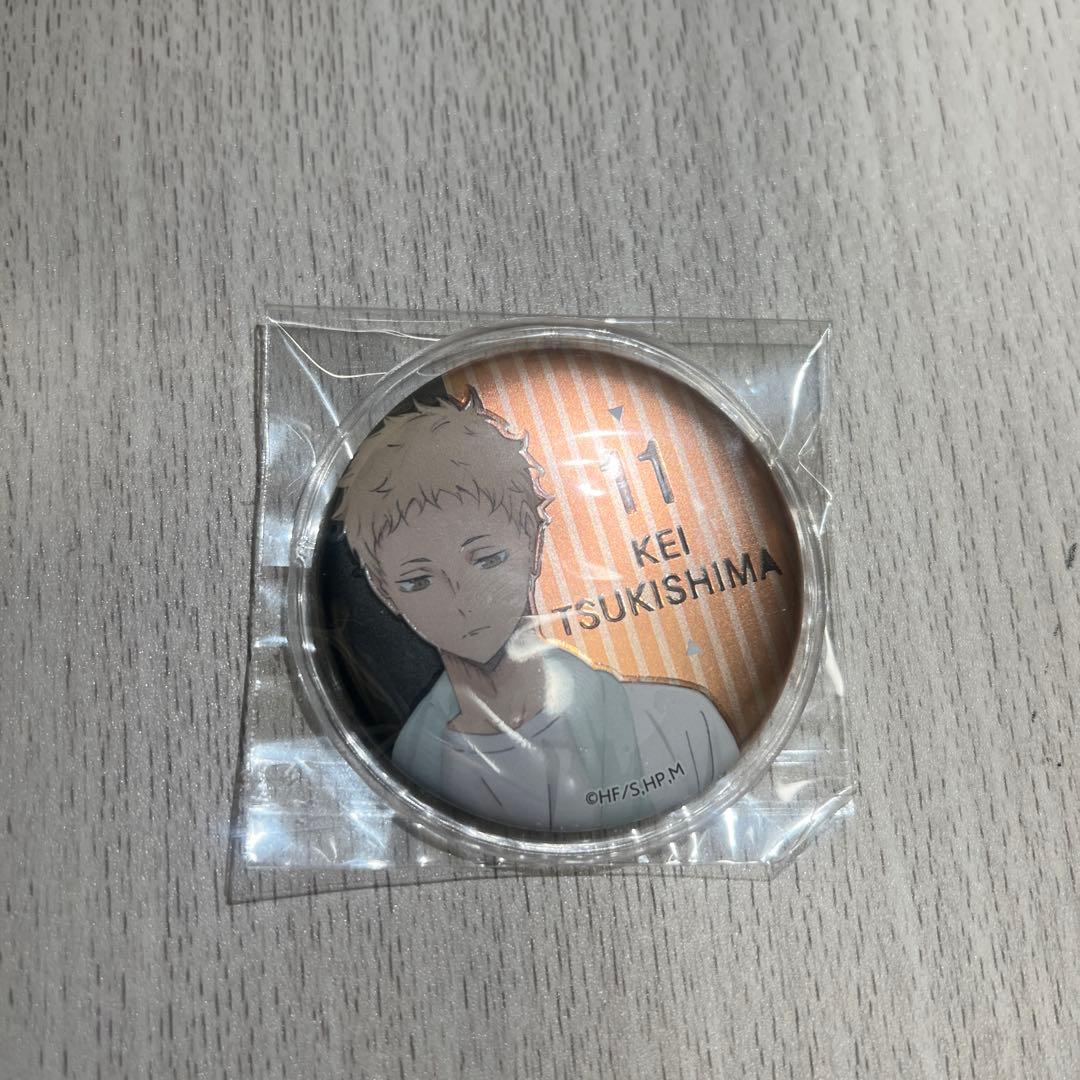 11
KEI
TSUKISHIMA
©HF/S,HP,M